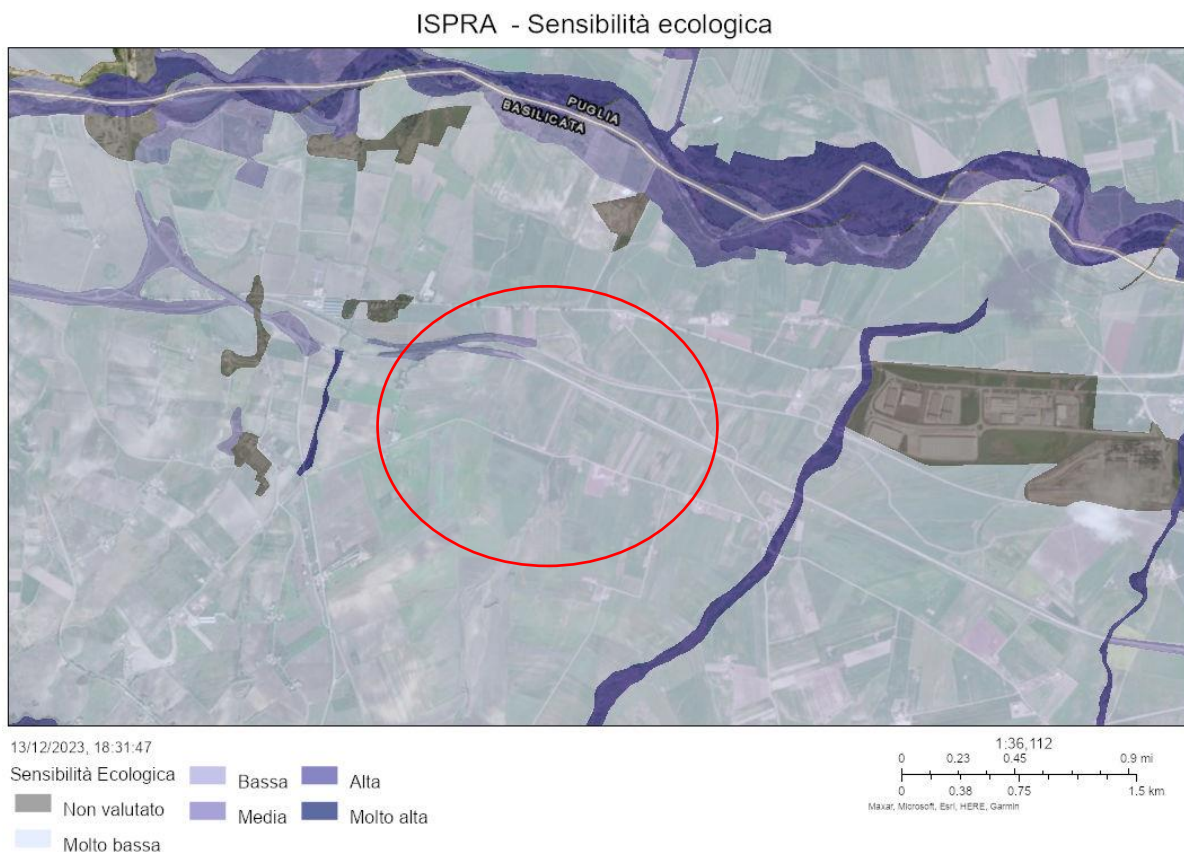 ISPRA - Sensibilità ecologica
PUGLIA
BASILICATA
13/12/2023, 18:31:47
Sensibilità Ecologica
Non valutato
Molto bassa
Bassa
Media
Alta
Molto alta
1:36,112
0 0.23 0.45 0.9 mi
0 0.38 0.75 1.5 km
Maxar, Microsoft, Esri, HERE, Garmin